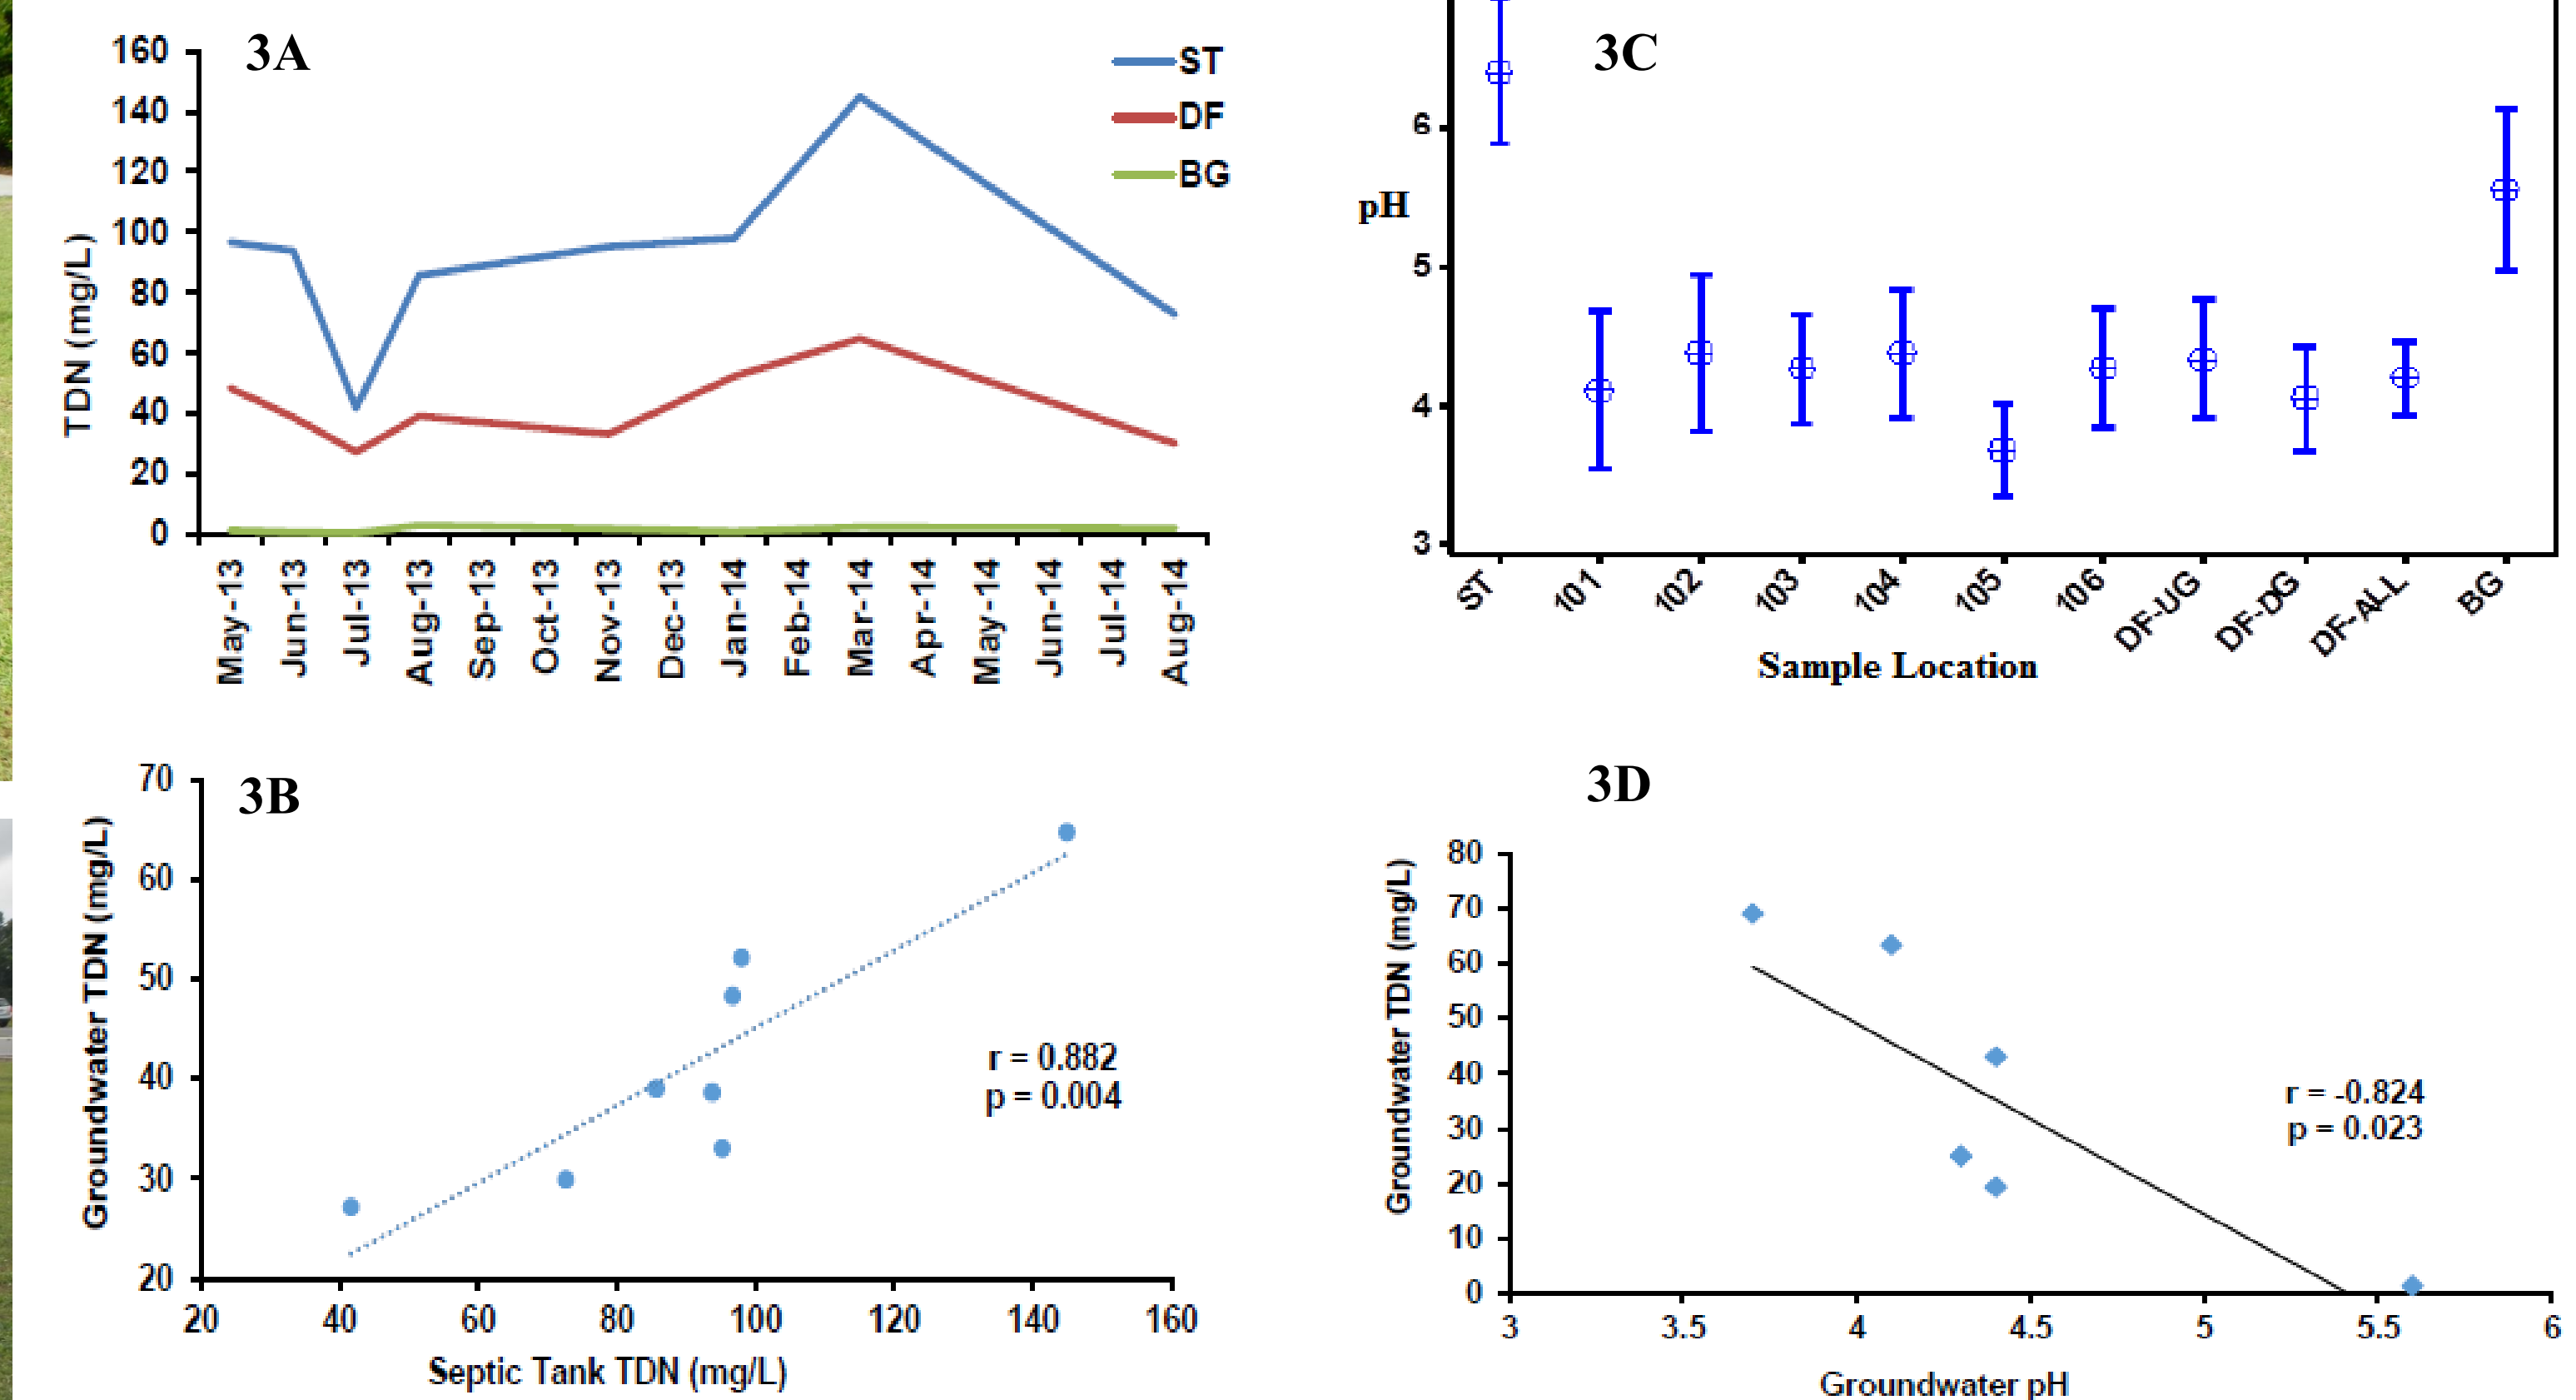 3A
160
140
120
100
80
60
40
20
0
TDN (mg/L)
ST
DF
BG
May-13
Jun-13
Jul-13
Aug-13
Sep-13
Oct-13
Nov-13
Dec-13
Jan-14
Feb-14
Mar-14
Apr-14
May-14
Jun-14
Jul-14
Aug-14
3C
6
5
4
3
pH
ST
101
102
103
104
105
106
DF-UG
DF-DG
DF-ALL
BG
Sample Location
3B
70
60
50
40
30
20
Groundwater TDN (mg/L)
r = 0.882
p = 0.004
20
40
60
80
100
120
140
160
Septic Tank TDN (mg/L)
3D
80
70
60
50
40
30
20
10
0
Groundwater TDN (mg/L)
r = -0.824
p = 0.023
3
3.5
4
4.5
5
5.5
6
Groundwater pH